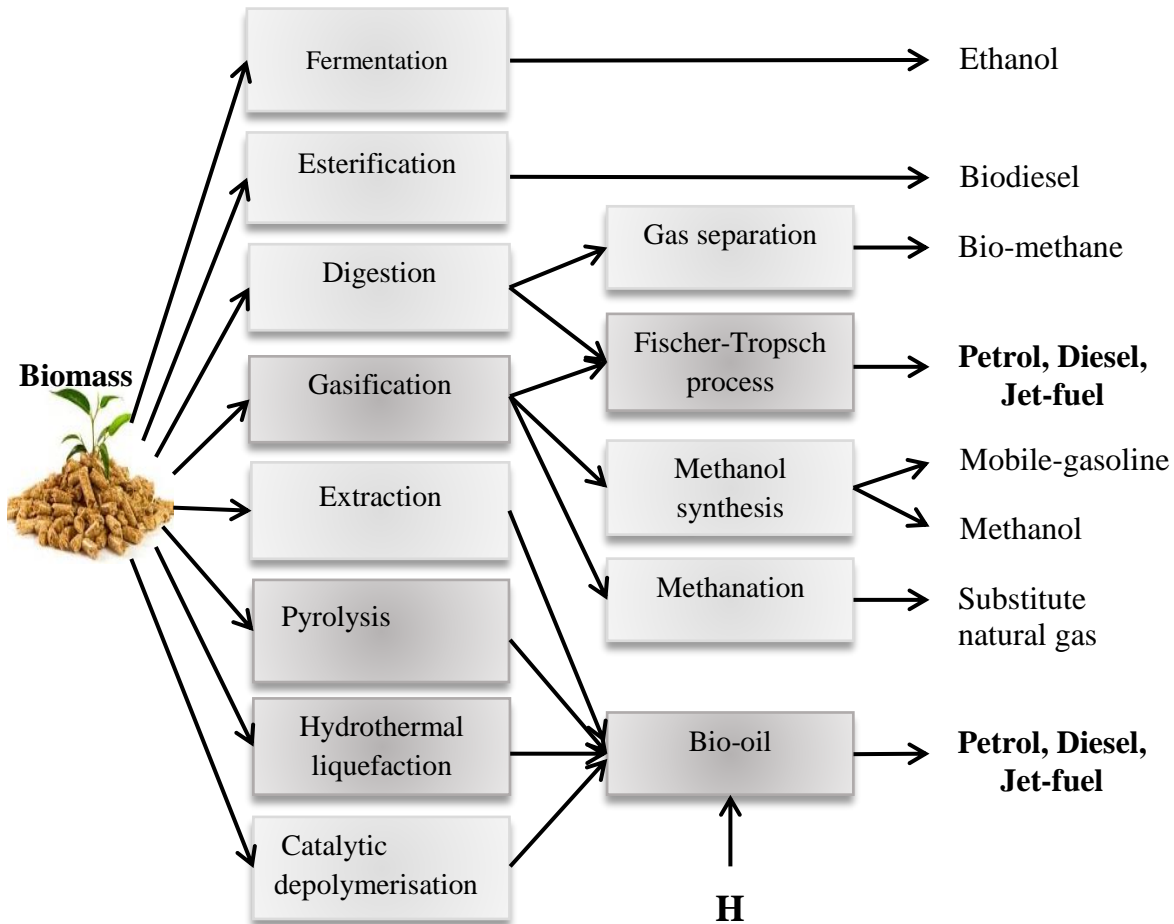 Biomass
Fermentation
Esterification
Digestion
Gasification
Extraction
Pyrolysis
Hydrothermal
liquefaction
Catalytic
depolymerisation
Gas separation
Fischer-Tropsch
process
Methanol
synthesis
Methanation
Bio-oil
H
Ethanol
Biodiesel
Bio-methane
Petrol, Diesel,
Jet-fuel
Mobile-gasoline
Methanol
Substitute
natural gas
Petrol, Diesel,
Jet-fuel